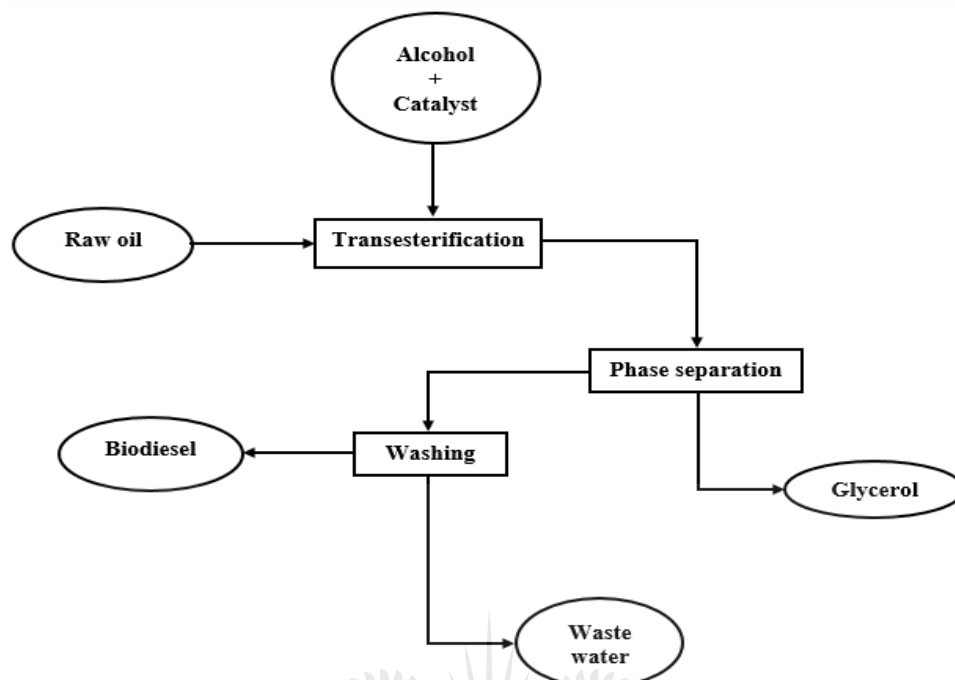 Alcohol
+
Catalyst
Raw oil
Transesterification
Phase separation
Washing
Biodiesel
Glycerol
Waste
water